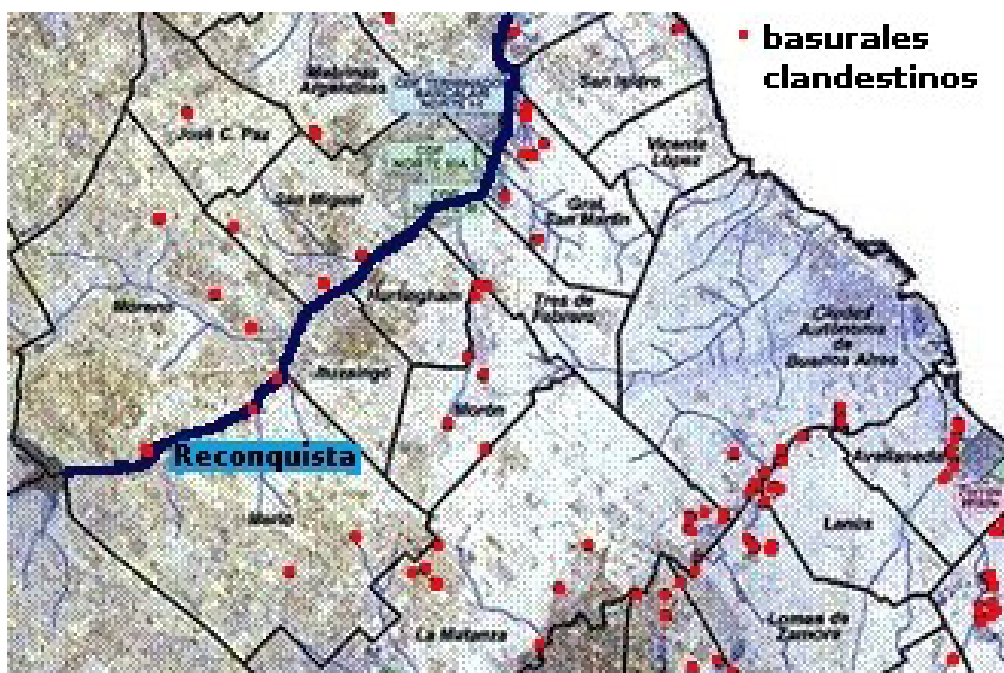 basurales
clandestinos
San Isidro
Malvinas
Argentinas
José C. Paz
Vicente
López
San Miguel
Gral.
San Martín
Moreno
Hurlingham
Tres de
Febrero
Ciudad
Autónoma
de
Buenos Aires
Ituzaingó
Morón
Reconquista
Avellaneda
Merlo
Lanús
La Matanza
Lomas de
Zamora